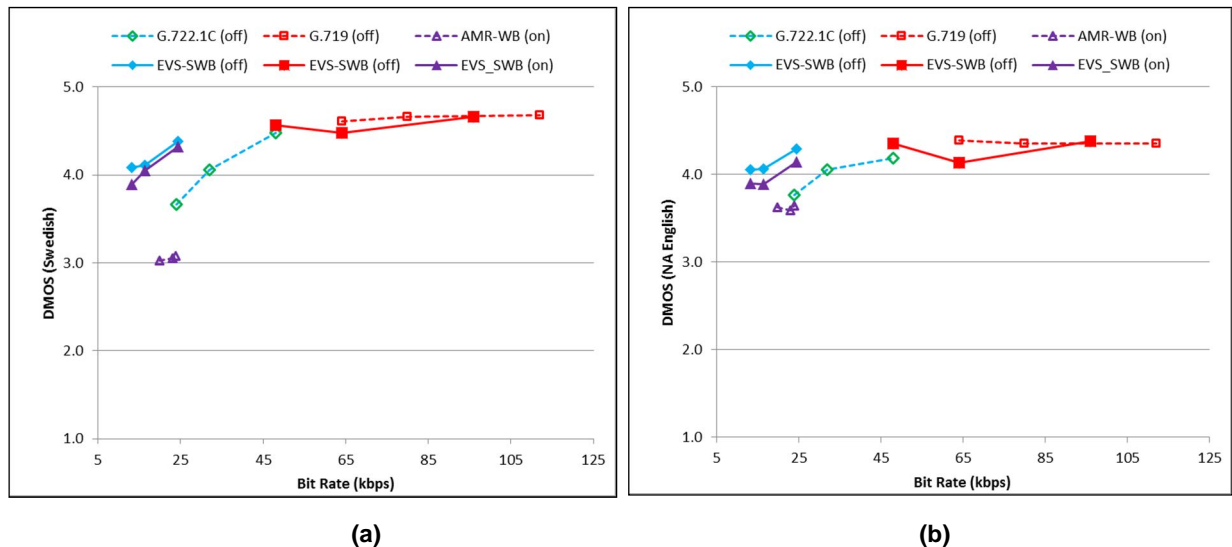 G.722.1C (off) G.719 (off) AMR-WB (on)
EVS-SWB (off) EVS-SWB (off) EVS_SWB (on)
5.0
4.0
3.0
2.0
1.0
DMOS (Swedish)
5 25 45 65 85 105 125
Bit Rate (kbps)
(a)
G.722.1C (off) G.719 (off) AMR-WB (on)
EVS-SWB (off) EVS-SWB (off) EVS_SWB (on)
5.0
4.0
3.0
2.0
1.0
DMOS (NA English)
5 25 45 65 85 105 125
Bit Rate (kbps)
(b)